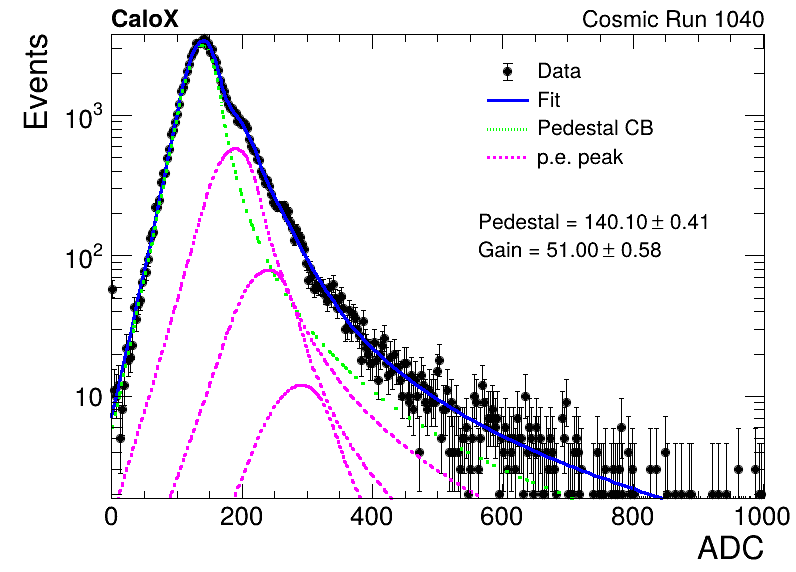 CaloX Cosmic Run 1040
Events
Data
Fit
Pedestal CB
p.e. peak
Pedestal = 140.10 ± 0.41
Gain = 51.00 ± 0.58
10³
10²
10
0 200 400 600 800 1000
ADC